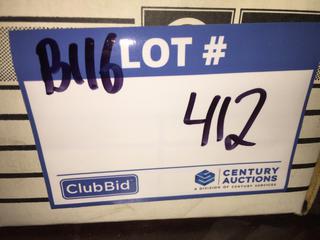 B116 LOT #
412
ClubBid
CENTURY
AUCTIONS
A DIVISION OF CENTURY SERVICES